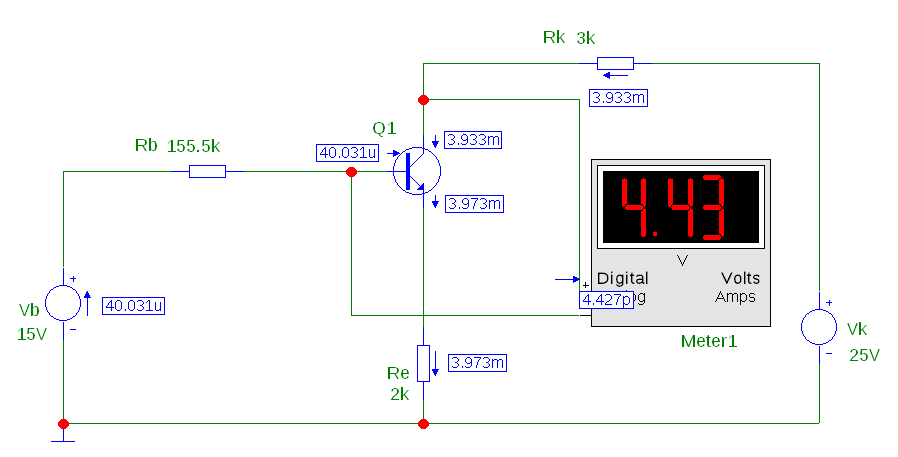 Rk 3k
3.933m
Q1
3.933m
Rb 155.5k
40.031u
3.973m
4.43
V
Digital Volts
+
4.427p
Amps
+
Vb
15V
40.031u
-
+
Vk
25V
-
Meter1
Re
2k
3.973m